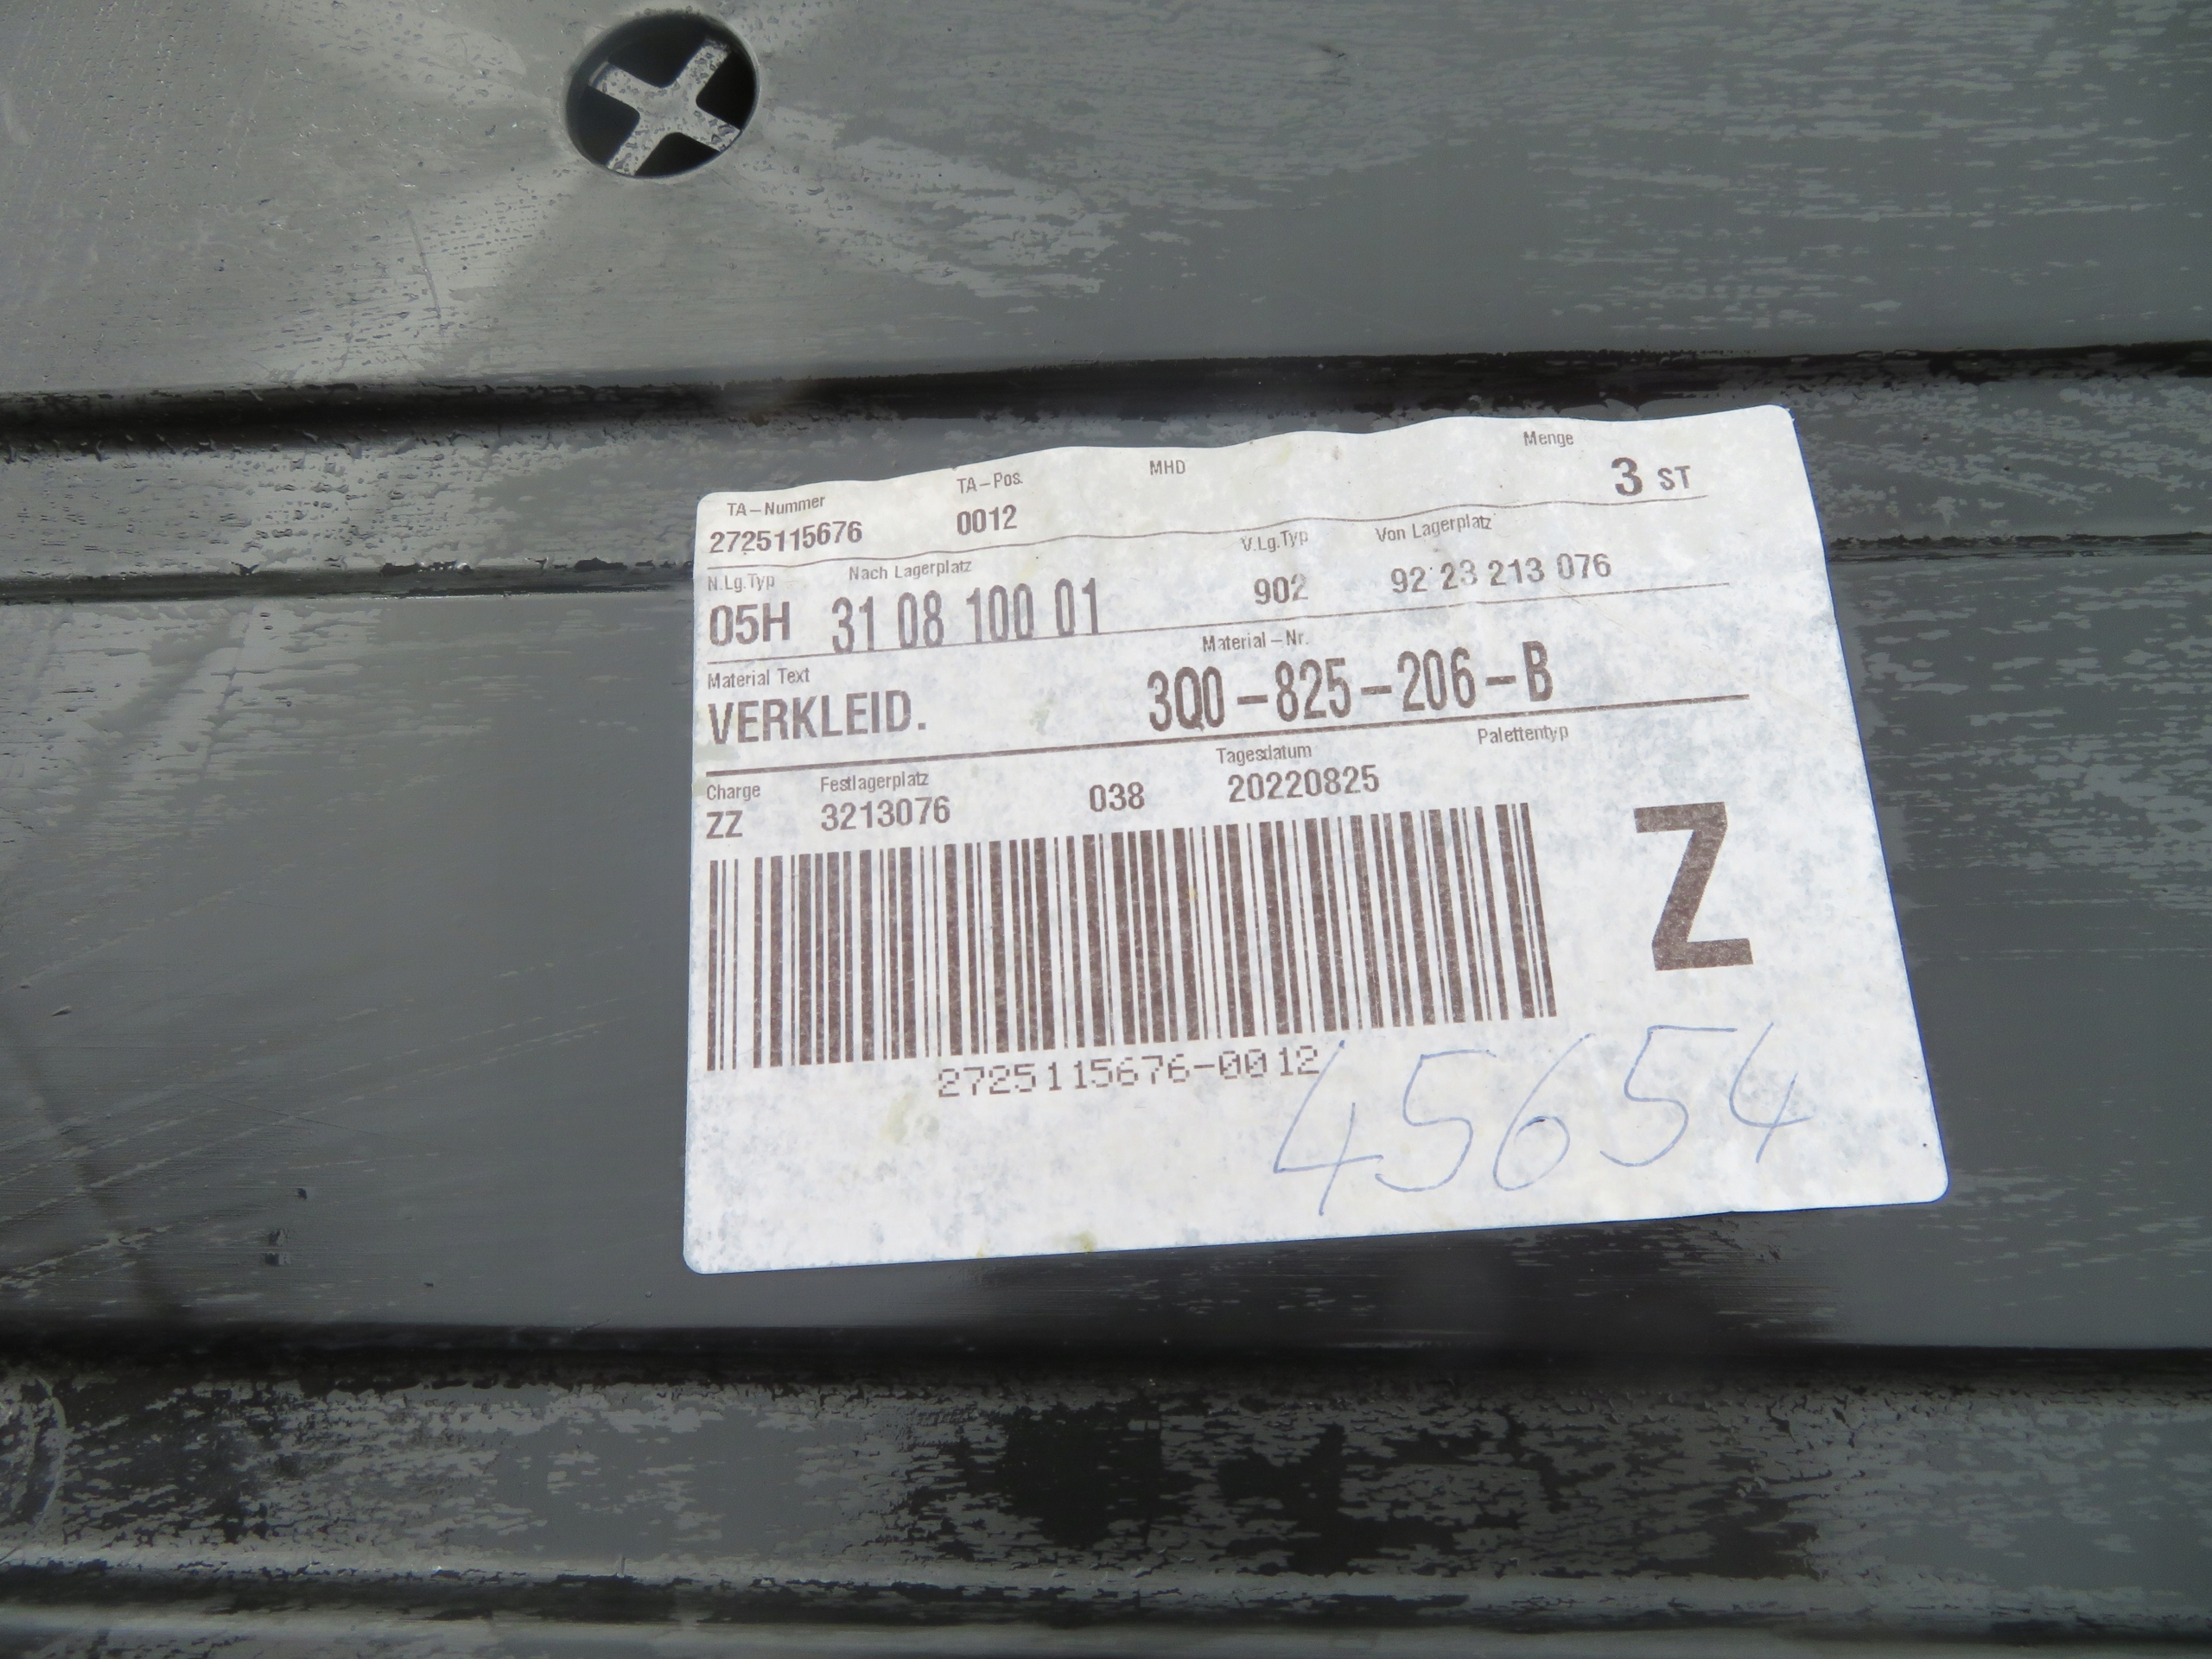 TA-Nummer TA-Pos. MHD Menge
2725115676 0012 3 ST
N.Lg.Typ Nach Lagerplatz V.Lg.Typ Von Lagerplatz
05H 31 08 100 01 902 92 23 213 076
Material Text Material-Nr.
VERKLEID. 3Q0-825-206-B
Charge Festlagerplatz Tagesdatum Palettentyp
ZZ 3213076 038 20220825
Z
2725115676-0012
45654